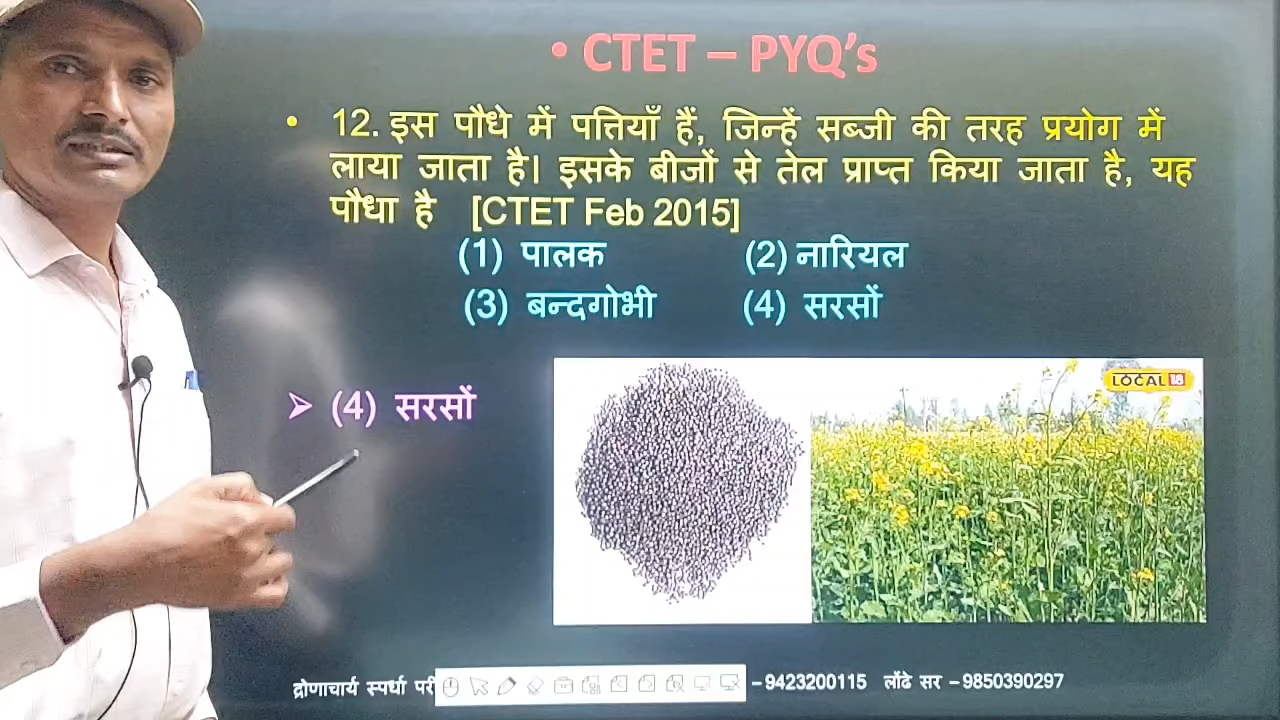 • CTET – PYQ's
• 12. इस पौधे में पत्तियाँ हैं, जिन्हें सब्जी की तरह प्रयोग में
लाया जाता है। इसके बीजों से तेल प्राप्त किया जाता है, यह
पौधा है [CTET Feb 2015]
(1) पालक (2) नारियल
(3) बन्दगोभी (4) सरसों
➢ (4) सरसों
LOCAL 18
द्रोणाचार्य स्पर्धा परी – 9423200115 लोंढे सर – 9850390297